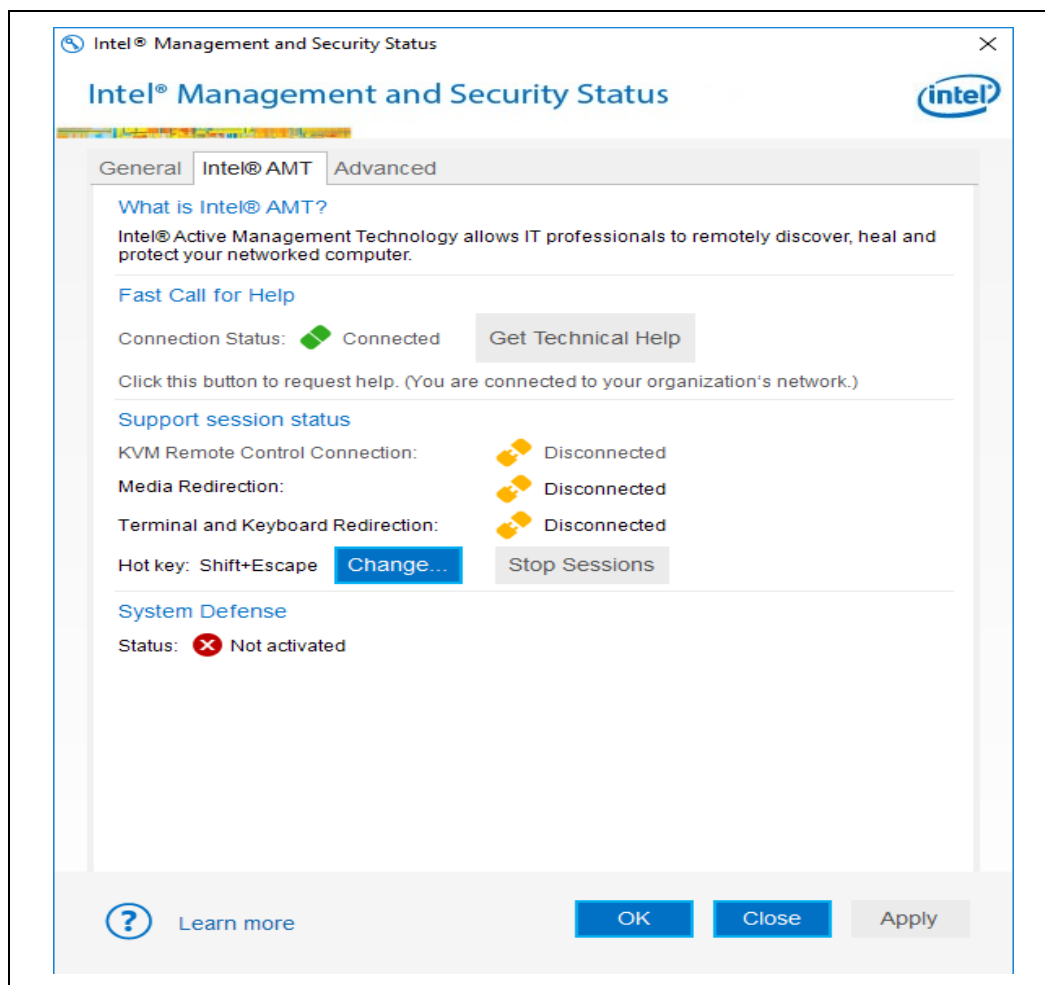 Intel® Management and Security Status
Intel® Management and Security Status
intel®
General Intel® AMT Advanced
What is Intel® AMT?
Intel® Active Management Technology allows IT professionals to remotely discover, heal and
protect your networked computer.
Fast Call for Help
Connection Status: Connected Get Technical Help
Click this button to request help. (You are connected to your organization's network.)
Support session status
KVM Remote Control Connection: Disconnected
Media Redirection: Disconnected
Terminal and Keyboard Redirection: Disconnected
Hot key: Shift+Escape Change... Stop Sessions
System Defense
Status: Not activated
? Learn more OK Close Apply